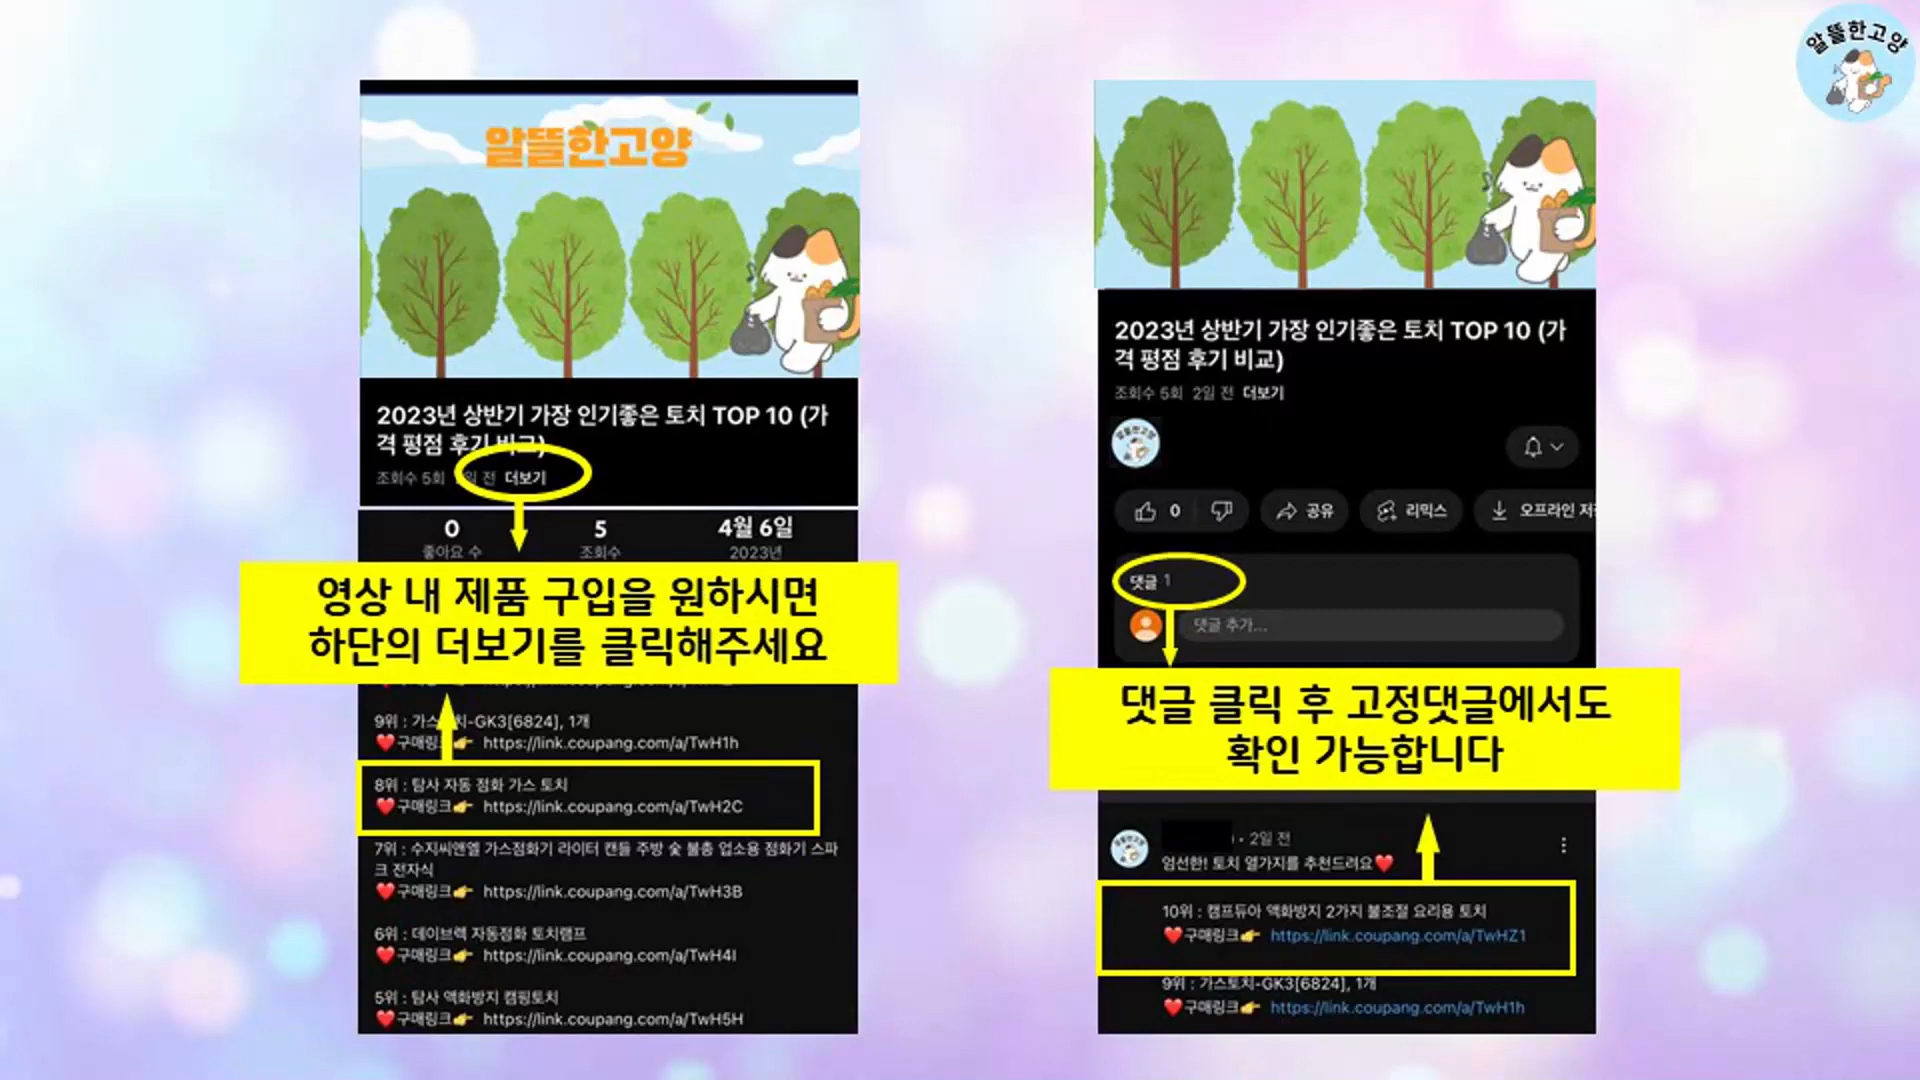 알뜰한고양
알뜰한고양
2023년 상반기 가장 인기좋은 토치 TOP 10 (가
격 평점 후기 비교)
조회수 5회 일 전 더보기
0 5 4월 6일
좋아요 수 조회수 2023년
영상 내 제품 구입을 원하시면
하단의 더보기를 클릭해주세요
9위 : 가스토치-GK3[6824], 1개
❤️구매링크👉 https://link.coupang.com/a/TwH1h
8위 : 탐사 자동 점화 가스 토치
❤️구매링크👉 https://link.coupang.com/a/TwH2C
7위 : 수지씨앤엘 가스점화기 라이터 캔들 주방 숯 불총 업소용 점화기 스파
크 전자식
❤️구매링크👉 https://link.coupang.com/a/TwH3B
6위 : 데이브렉 자동점화 토치램프
❤️구매링크👉 https://link.coupang.com/a/TwH4I
5위 : 탐사 액화방지 캠핑토치
❤️구매링크👉 https://link.coupang.com/a/TwH5H
2023년 상반기 가장 인기좋은 토치 TOP 10 (가
격 평점 후기 비교)
조회수 5회 2일 전 더보기
알뜰한고양
0 공유 리믹스 오프라인 저
댓글 1
댓글 추가...
댓글 클릭 후 고정댓글에서도
확인 가능합니다
알뜰한고양
• 2일 전
엄선한! 토치 열가지를 추천드려요❤️
10위 : 캠프듀아 액화방지 2가지 불조절 요리용 토치
❤️구매링크👉 https://link.coupang.com/a/TwHZ1
9위 : 가스토치-GK3[6824], 1개
❤️구매링크👉 https://link.coupang.com/a/TwH1h